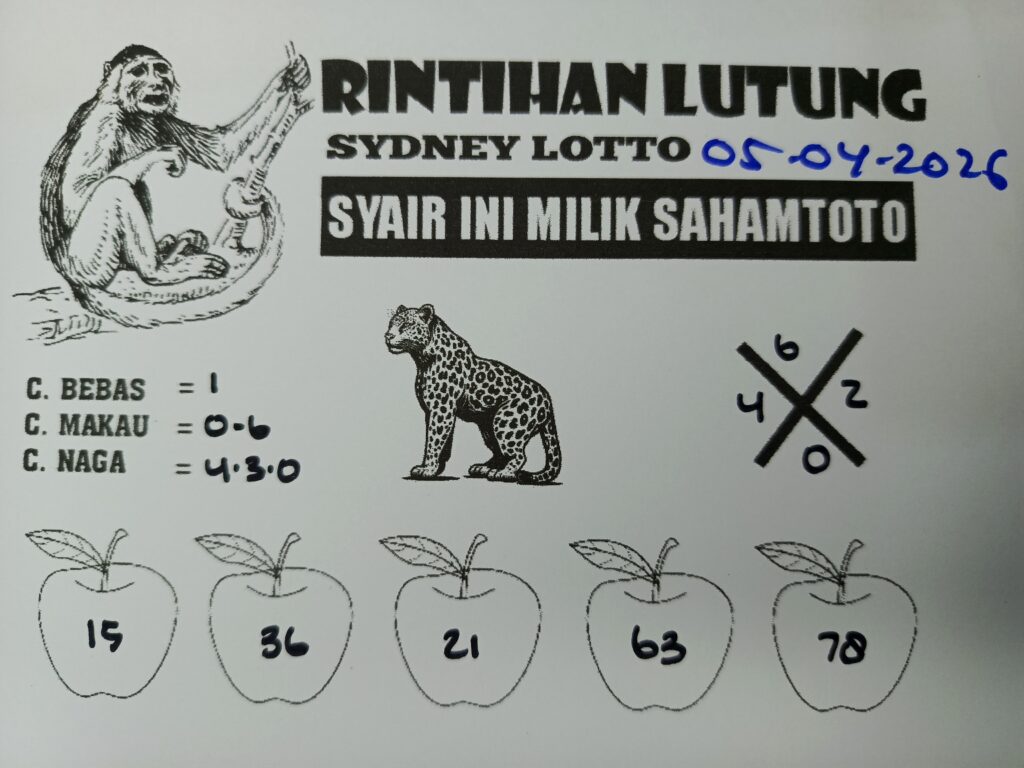 RINTIHAN LUTUNG
SYDNEY LOTTO 05-04-2026
SYAIR INI MILIK SAHAMTOTO
C. BEBAS = 1
C. MAKAU = 0-6
C. NAGA = 4.3.0
6
4 2
0
15 36 21 63 78